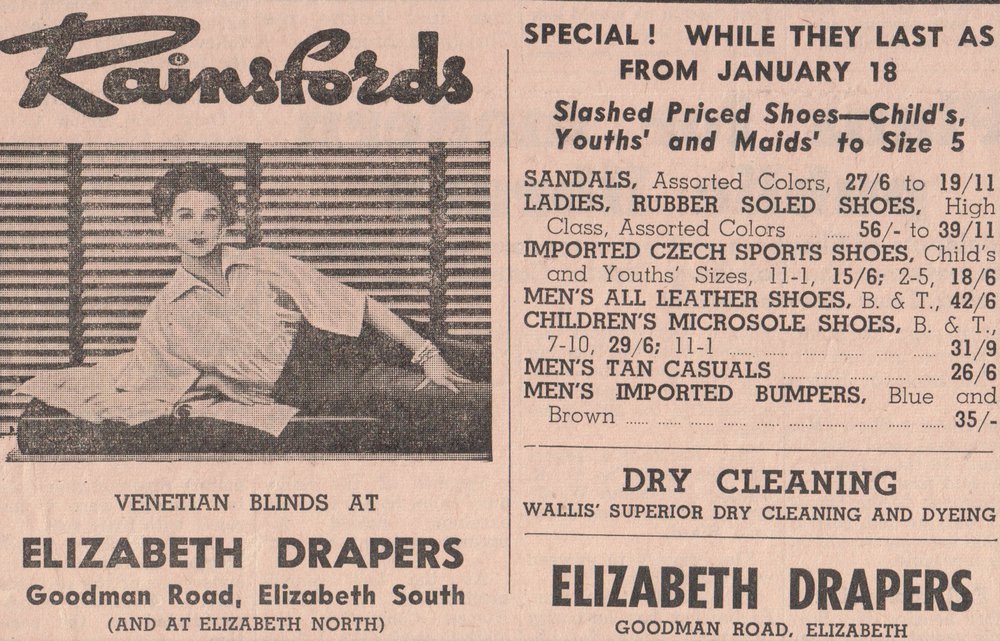 Rainsfords
VENETIAN BLINDS AT
ELIZABETH DRAPERS
Goodman Road, Elizabeth South
(AND AT ELIZABETH NORTH)
SPECIAL! WHILE THEY LAST AS
FROM JANUARY 18
Slashed Priced Shoes—Child's,
Youths' and Maids' to Size 5
SANDALS, Assorted Colors, 27/6 to 19/11
LADIES, RUBBER SOLED SHOES, High
Class, Assorted Colors ...... 56/- to 39/11
IMPORTED CZECH SPORTS SHOES, Child's
and Youths' Sizes, 11-1, 15/6; 2-5, 18/6
MEN'S ALL LEATHER SHOES, B. & T., 42/6
CHILDREN'S MICROSOLE SHOES, B. & T.,
7-10, 29/6; 11-1 ...... ...... ...... ...... ...... 31/9
MEN'S TAN CASUALS ...... ...... ...... ...... 26/6
MEN'S IMPORTED BUMPERS, Blue and
Brown ...... ...... ...... ...... ...... ...... ...... ...... 35/-
DRY CLEANING
WALLIS' SUPERIOR DRY CLEANING AND DYEING
ELIZABETH DRAPERS
GOODMAN ROAD, ELIZABETH